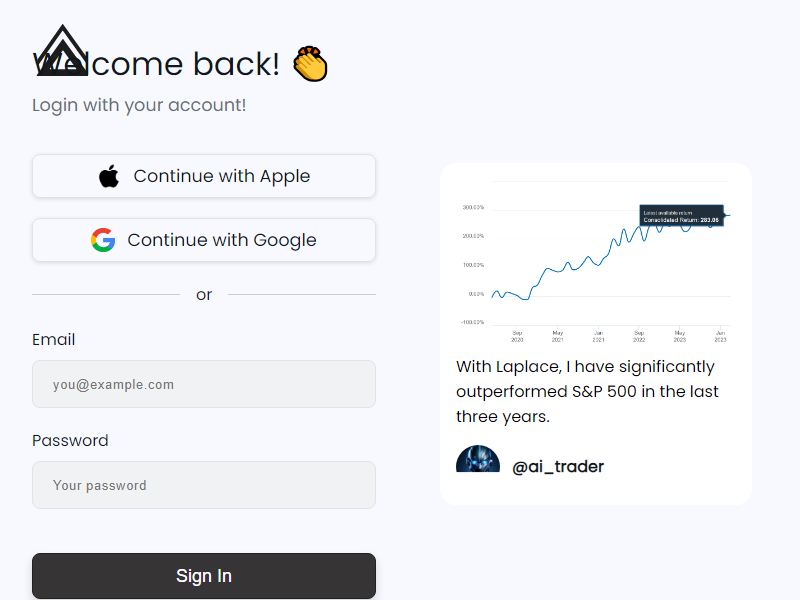 Welcome back! 👏
Login with your account!
Continue with Apple
Continue with Google
or
Email
you@example.com
Password
Your password
Sign In
300.00%
200.00%
100.00%
0.00%
-100.00%
Latest available return
Consolidated Return: 283.06
Sep 2020
May 2021
Jan 2021
Sep 2022
May 2023
Jan 2023
With Laplace, I have significantly
outperformed S&P 500 in the last
three years.
@ai_trader